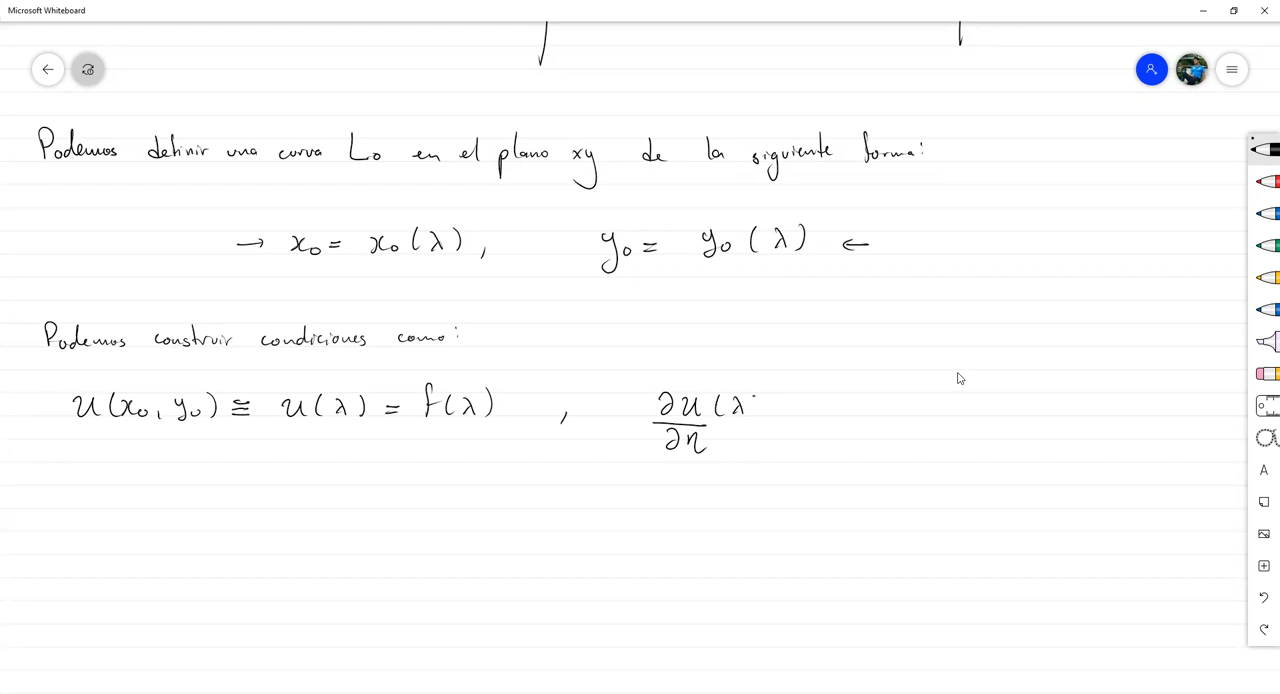 Microsoft Whiteboard
Podemos definir una curva L₀ en el plano xy de la siguiente forma:
→ x₀ = x₀(λ), y₀ = y₀(λ) ←
Podemos construir condiciones como:
u(x₀, y₀) ≅ u(λ) = f(λ) , ∂u/∂η (λ
A